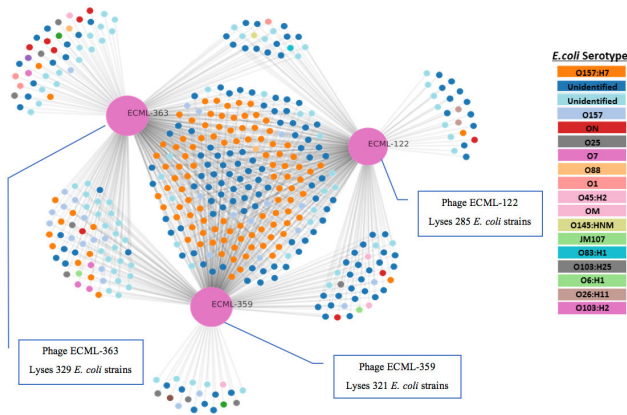 E.coli Serotype
O157:H7
Unidentified
Unidentified
O157
ON
O25
O7
O88
O1
O45:H2
OM
O145:HNM
JM107
O83:H1
O103:H25
O6:H1
O26:H11
O103:H2
ECML-363
ECML-122
ECML-359
Phage ECML-122
Lyses 285 E. coli strains
Phage ECML-363
Lyses 329 E. coli strains
Phage ECML-359
Lyses 321 E. coli strains